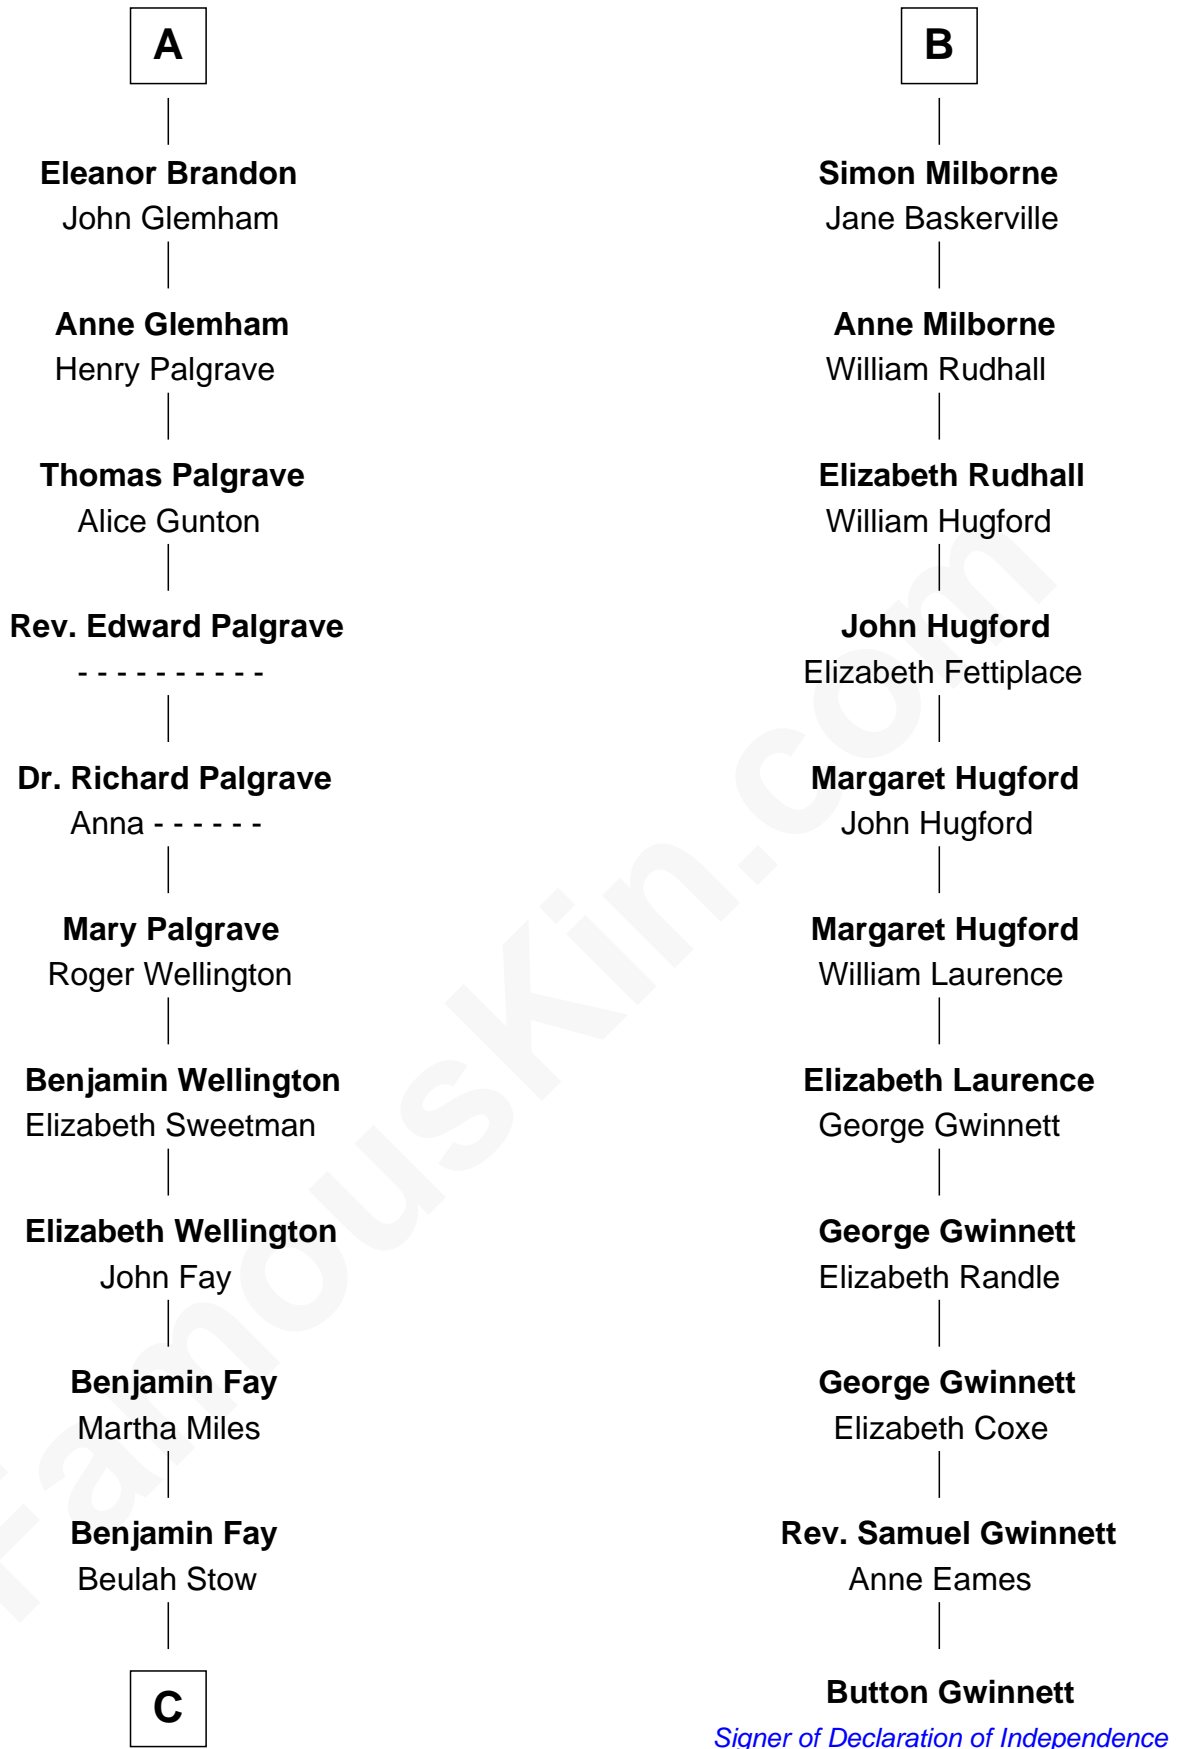 A
Eleanor Brandon
John Glemham
Anne Glemham
Henry Palgrave
Thomas Palgrave
Alice Gunton
Rev. Edward Palgrave
- - - - - - - - - -
Dr. Richard Palgrave
Anna - - - - - -
Mary Palgrave
Roger Wellington
Benjamin Wellington
Elizabeth Sweetman
Elizabeth Wellington
John Fay
Benjamin Fay
Martha Miles
Benjamin Fay
Beulah Stow
C
B
Simon Milborne
Jane Baskerville
Anne Milborne
William Rudhall
Elizabeth Rudhall
William Hugford
John Hugford
Elizabeth Fettiplace
Margaret Hugford
John Hugford
Margaret Hugford
William Laurence
Elizabeth Laurence
George Gwinnett
George Gwinnett
Elizabeth Randle
George Gwinnett
Elizabeth Coxe
Rev. Samuel Gwinnett
Anne Eames
Button Gwinnett
Signer of Declaration of Independence
FamousKin.com